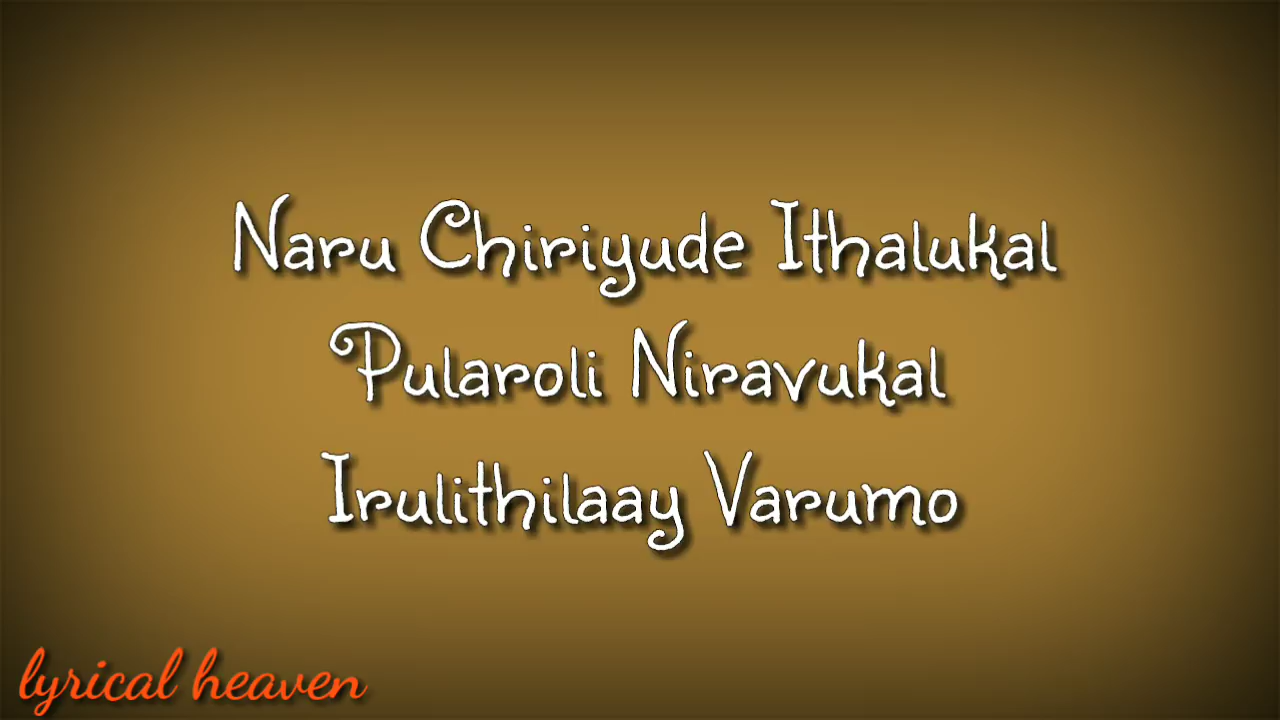 Naru Chiriyude Ithalukal
Pularoli Niravukal
Irulithilaay Varumo
lyrical heaven